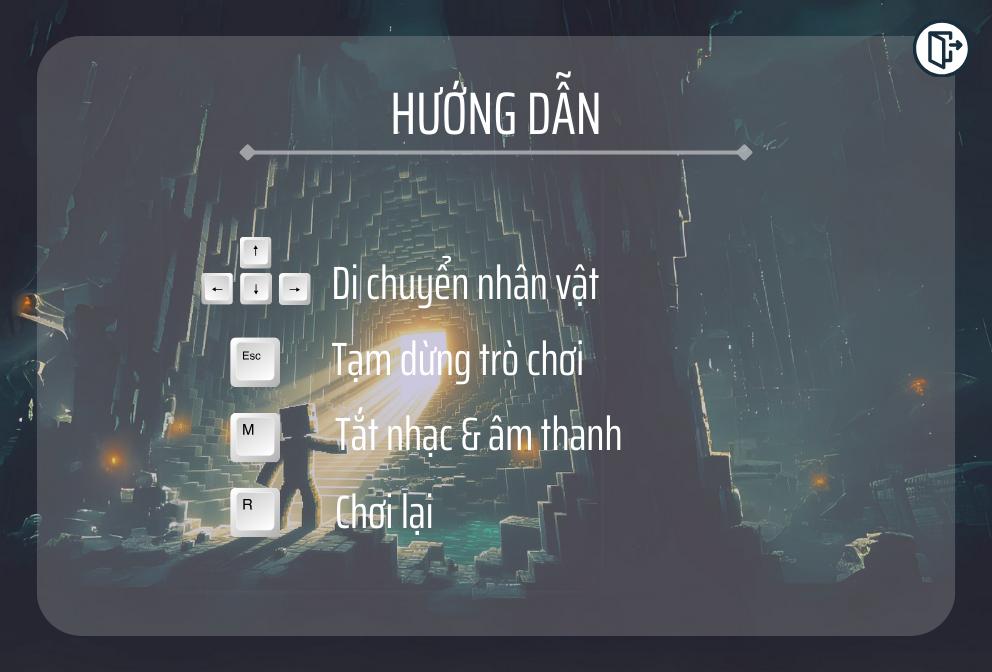 HƯỚNG DẪN
↑
← ↓ → Di chuyển nhân vật
Esc Tạm dừng trò chơi
M Tắt nhạc & âm thanh
R Chơi lại